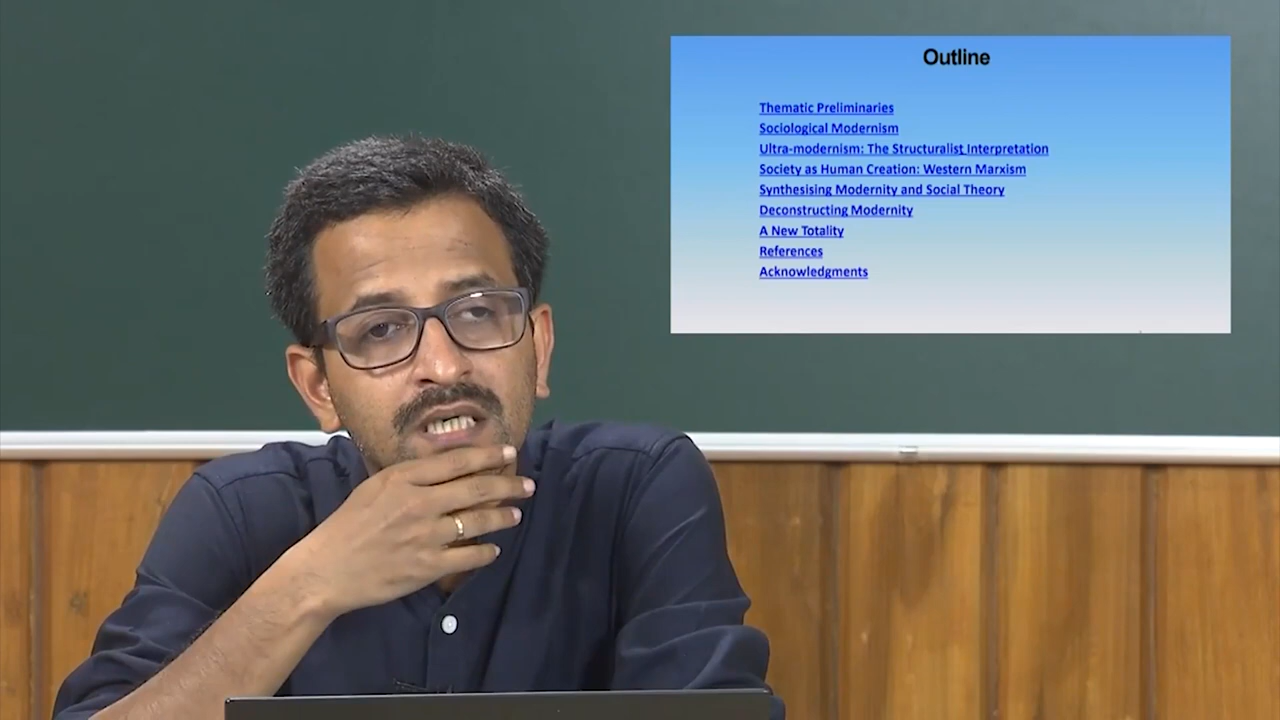 Outline
Thematic Preliminaries
Sociological Modernism
Ultra-modernism: The Structuralist Interpretation
Society as Human Creation: Western Marxism
Synthesising Modernity and Social Theory
Deconstructing Modernity
A New Totality
References
Acknowledgments